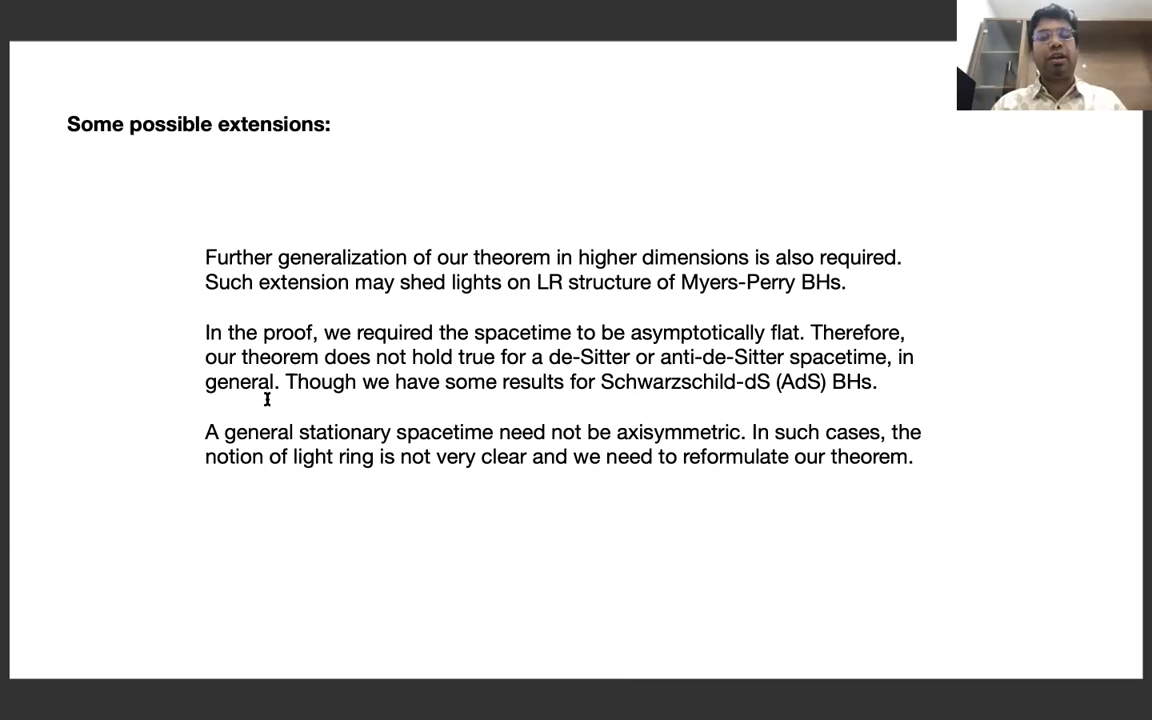 Some possible extensions:
Further generalization of our theorem in higher dimensions is also required.
Such extension may shed lights on LR structure of Myers-Perry BHs.
In the proof, we required the spacetime to be asymptotically flat. Therefore,
our theorem does not hold true for a de-Sitter or anti-de-Sitter spacetime, in
general. Though we have some results for Schwarzschild-dS (AdS) BHs.
A general stationary spacetime need not be axisymmetric. In such cases, the
notion of light ring is not very clear and we need to reformulate our theorem.